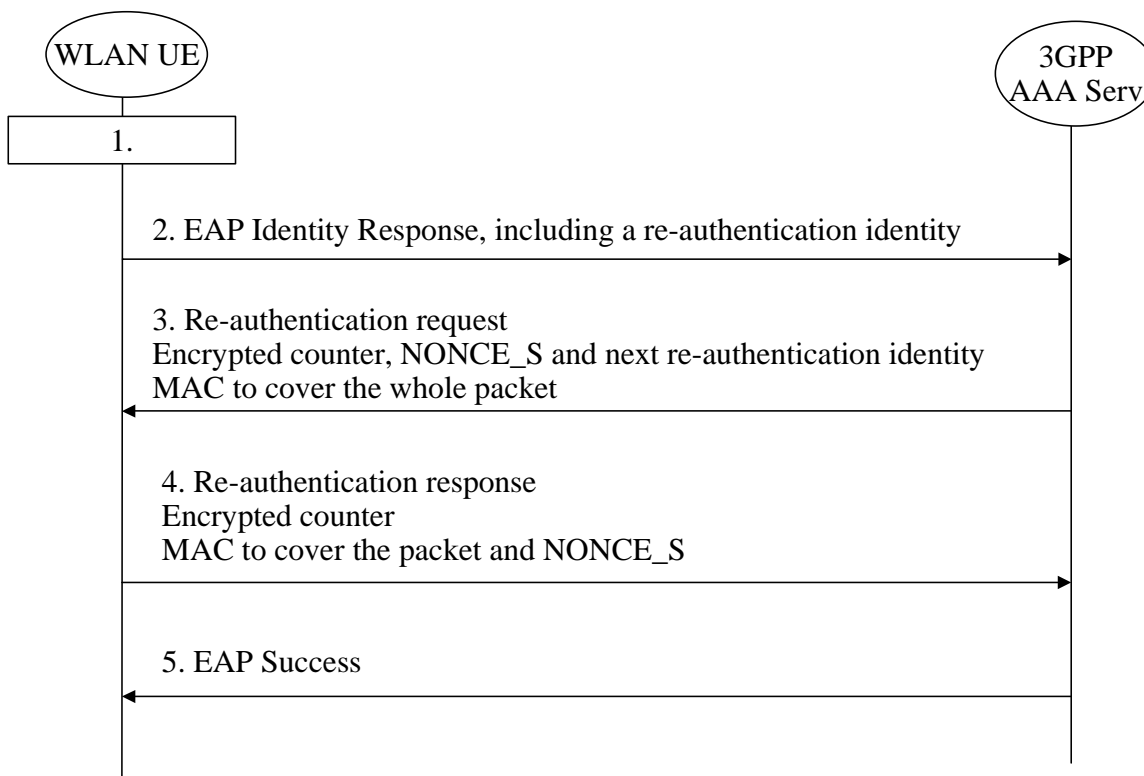 WLAN UE
3GPP
AAA Serv
1.
2. EAP Identity Response, including a re-authentication identity
3. Re-authentication request
Encrypted counter, NONCE_S and next re-authentication identity
MAC to cover the whole packet
4. Re-authentication response
Encrypted counter
MAC to cover the packet and NONCE_S
5. EAP Success